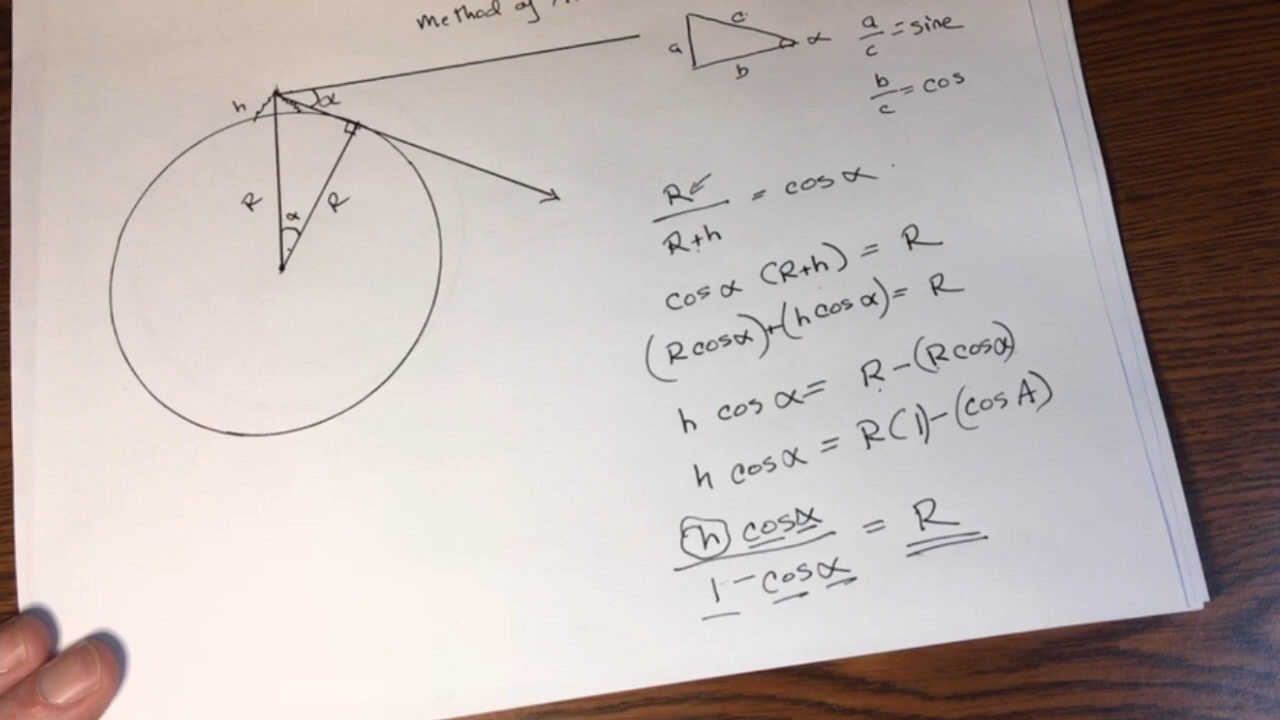 method of
c
a
b
α
a/c = sine
b/c = cos
h
α
R
α
R
R/R+h = cos α
cos α (R+h) = R
(R cos α) + (h cos α) = R
h cos α = R - (R cos α)
h cos α = R(1) - (cos A)
h cos α / 1 - cos α = R